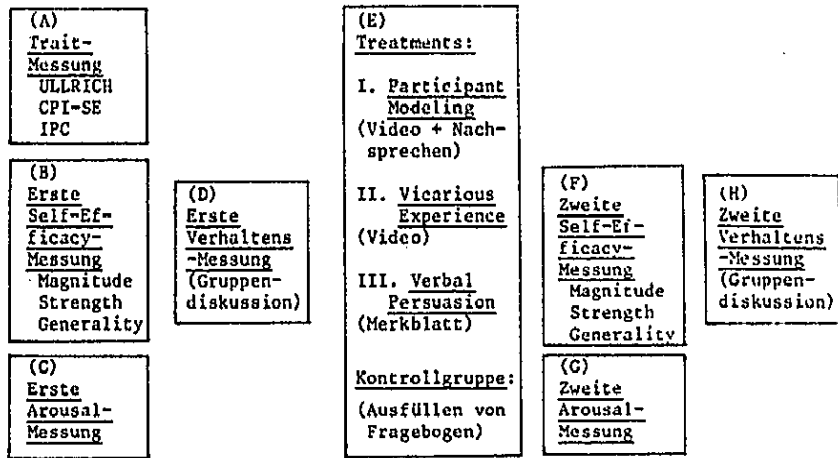 (A)
Trait-
Messung
ULLRICH
CPI-SE
IPC
(B)
Erste
Self-Ef-
ficacy-
Messung
Magnitude
Strength
Generality
(C)
Erste
Arousal-
Messung
(D)
Erste
Verhaltens
-Messung
(Gruppen-
diskussion)
(E)
Treatments:
I. Participant
Modeling
(Video + Nach-
sprechen)
II. Vicarious
Experience
(Video)
III. Verbal
Persuasion
(Merkblatt)
Kontrollgruppe:
(Ausfüllen von
Fragebogen)
(F)
Zweite
Self-Ef-
ficacy-
Messung
Magnitude
Strength
Generality
(G)
Zweite
Arousal-
Messung
(H)
Zweite
Verhaltens
-Messung
(Gruppen-
diskussion)